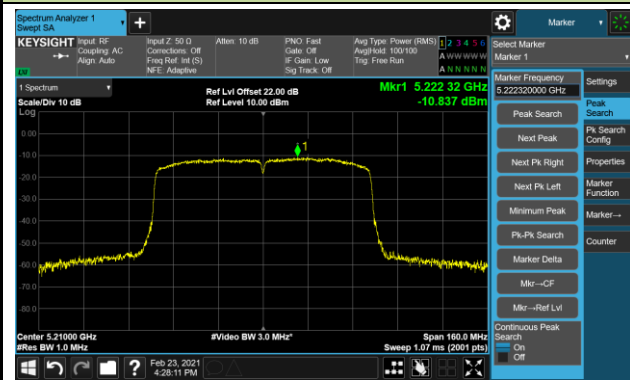 Spectrum Analyzer 1
Swept SA
Marker
KEYSIGHT
Input: RF
Coupling: AC
Align: Auto
Input Z: 50 Ω
Corrections: Off
Freq Ref: Int (S)
NFE: Adaptive
Atten: 10 dB
PNO: Fast
Gate: Off
IF Gain: Low
Sig Track: Off
Avg Type: Power (RMS)
Avg|Hold: 100/100
Trig: Free Run
1 2 3 4 5 6
A W W W W W
A N N N N N
LXI
Select Marker
Marker 1
1 Spectrum
Scale/Div 10 dB
Log
Ref Lvl Offset 22.00 dB
Ref Level 10.00 dBm
Mkr1 5.222 32 GHz
-10.837 dBm
0.00
-10.0
-20.0
-30.0
-40.0
-50.0
-60.0
-70.0
-80.0
1
Center 5.21000 GHz
#Res BW 1.0 MHz
#Video BW 3.0 MHz*
Span 160.0 MHz
Sweep 1.07 ms (2001 pts)
Marker Frequency
5.222320000 GHz
Peak Search
Next Peak
Next Pk Right
Next Pk Left
Minimum Peak
Pk-Pk Search
Marker Delta
Mkr→CF
Mkr→Ref Lvl
Continuous Peak
Search
On
Off
Settings
Peak
Search
Pk Search
Config
Properties
Marker
Function
Marker→
Counter
?
Feb 23, 2021
4:28:11 PM